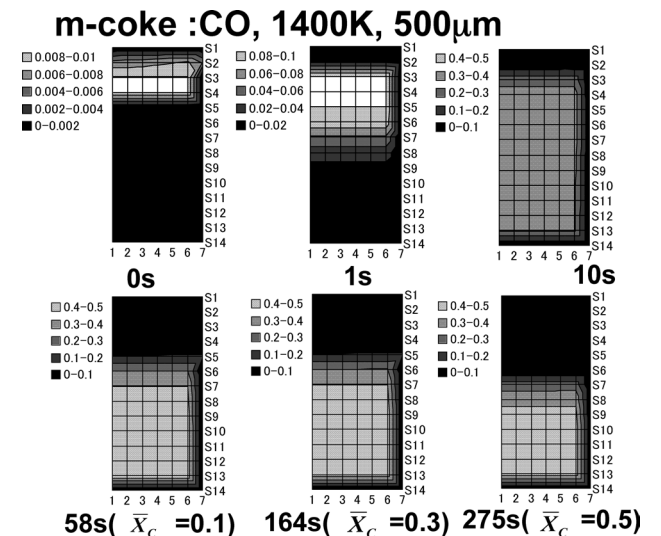 m-coke :CO, 1400K, 500μm
0.008-0.01
0.006-0.008
0.004-0.006
0.002-0.004
0-0.002
S1
S2
S3
S4
S5
S6
S7
S8
S9
S10
S11
S12
S13
S14
1 2 3 4 5 6 7
0s
0.08-0.1
0.06-0.08
0.04-0.06
0.02-0.04
0-0.02
S1
S2
S3
S4
S5
S6
S7
S8
S9
S10
S11
S12
S13
S14
1 2 3 4 5 6 7
1s
0.4-0.5
0.3-0.4
0.2-0.3
0.1-0.2
0-0.1
S1
S2
S3
S4
S5
S6
S7
S8
S9
S10
S11
S12
S13
S14
1 2 3 4 5 6 7
10s
0.4-0.5
0.3-0.4
0.2-0.3
0.1-0.2
0-0.1
S1
S2
S3
S4
S5
S6
S7
S8
S9
S10
S11
S12
S13
S14
1 2 3 4 5 6 7
58s( X̅_C =0.1)
0.4-0.5
0.3-0.4
0.2-0.3
0.1-0.2
0-0.1
S1
S2
S3
S4
S5
S6
S7
S8
S9
S10
S11
S12
S13
S14
1 2 3 4 5 6 7
164s( X̅_C =0.3)
0.4-0.5
0.3-0.4
0.2-0.3
0.1-0.2
0-0.1
S1
S2
S3
S4
S5
S6
S7
S8
S9
S10
S11
S12
S13
S14
1 2 3 4 5 6 7
275s( X̅_C =0.5)